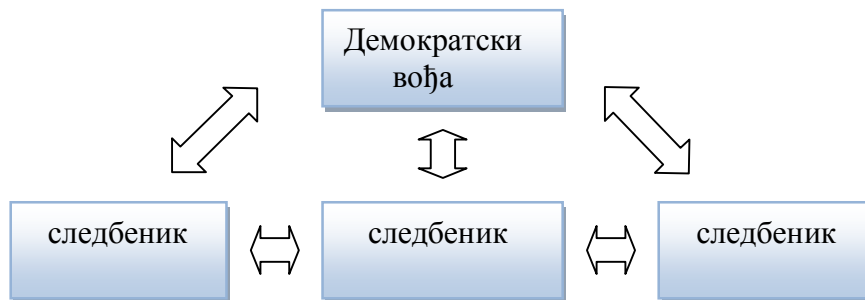 Демократски
вођа
следбеник
следбеник
следбеник